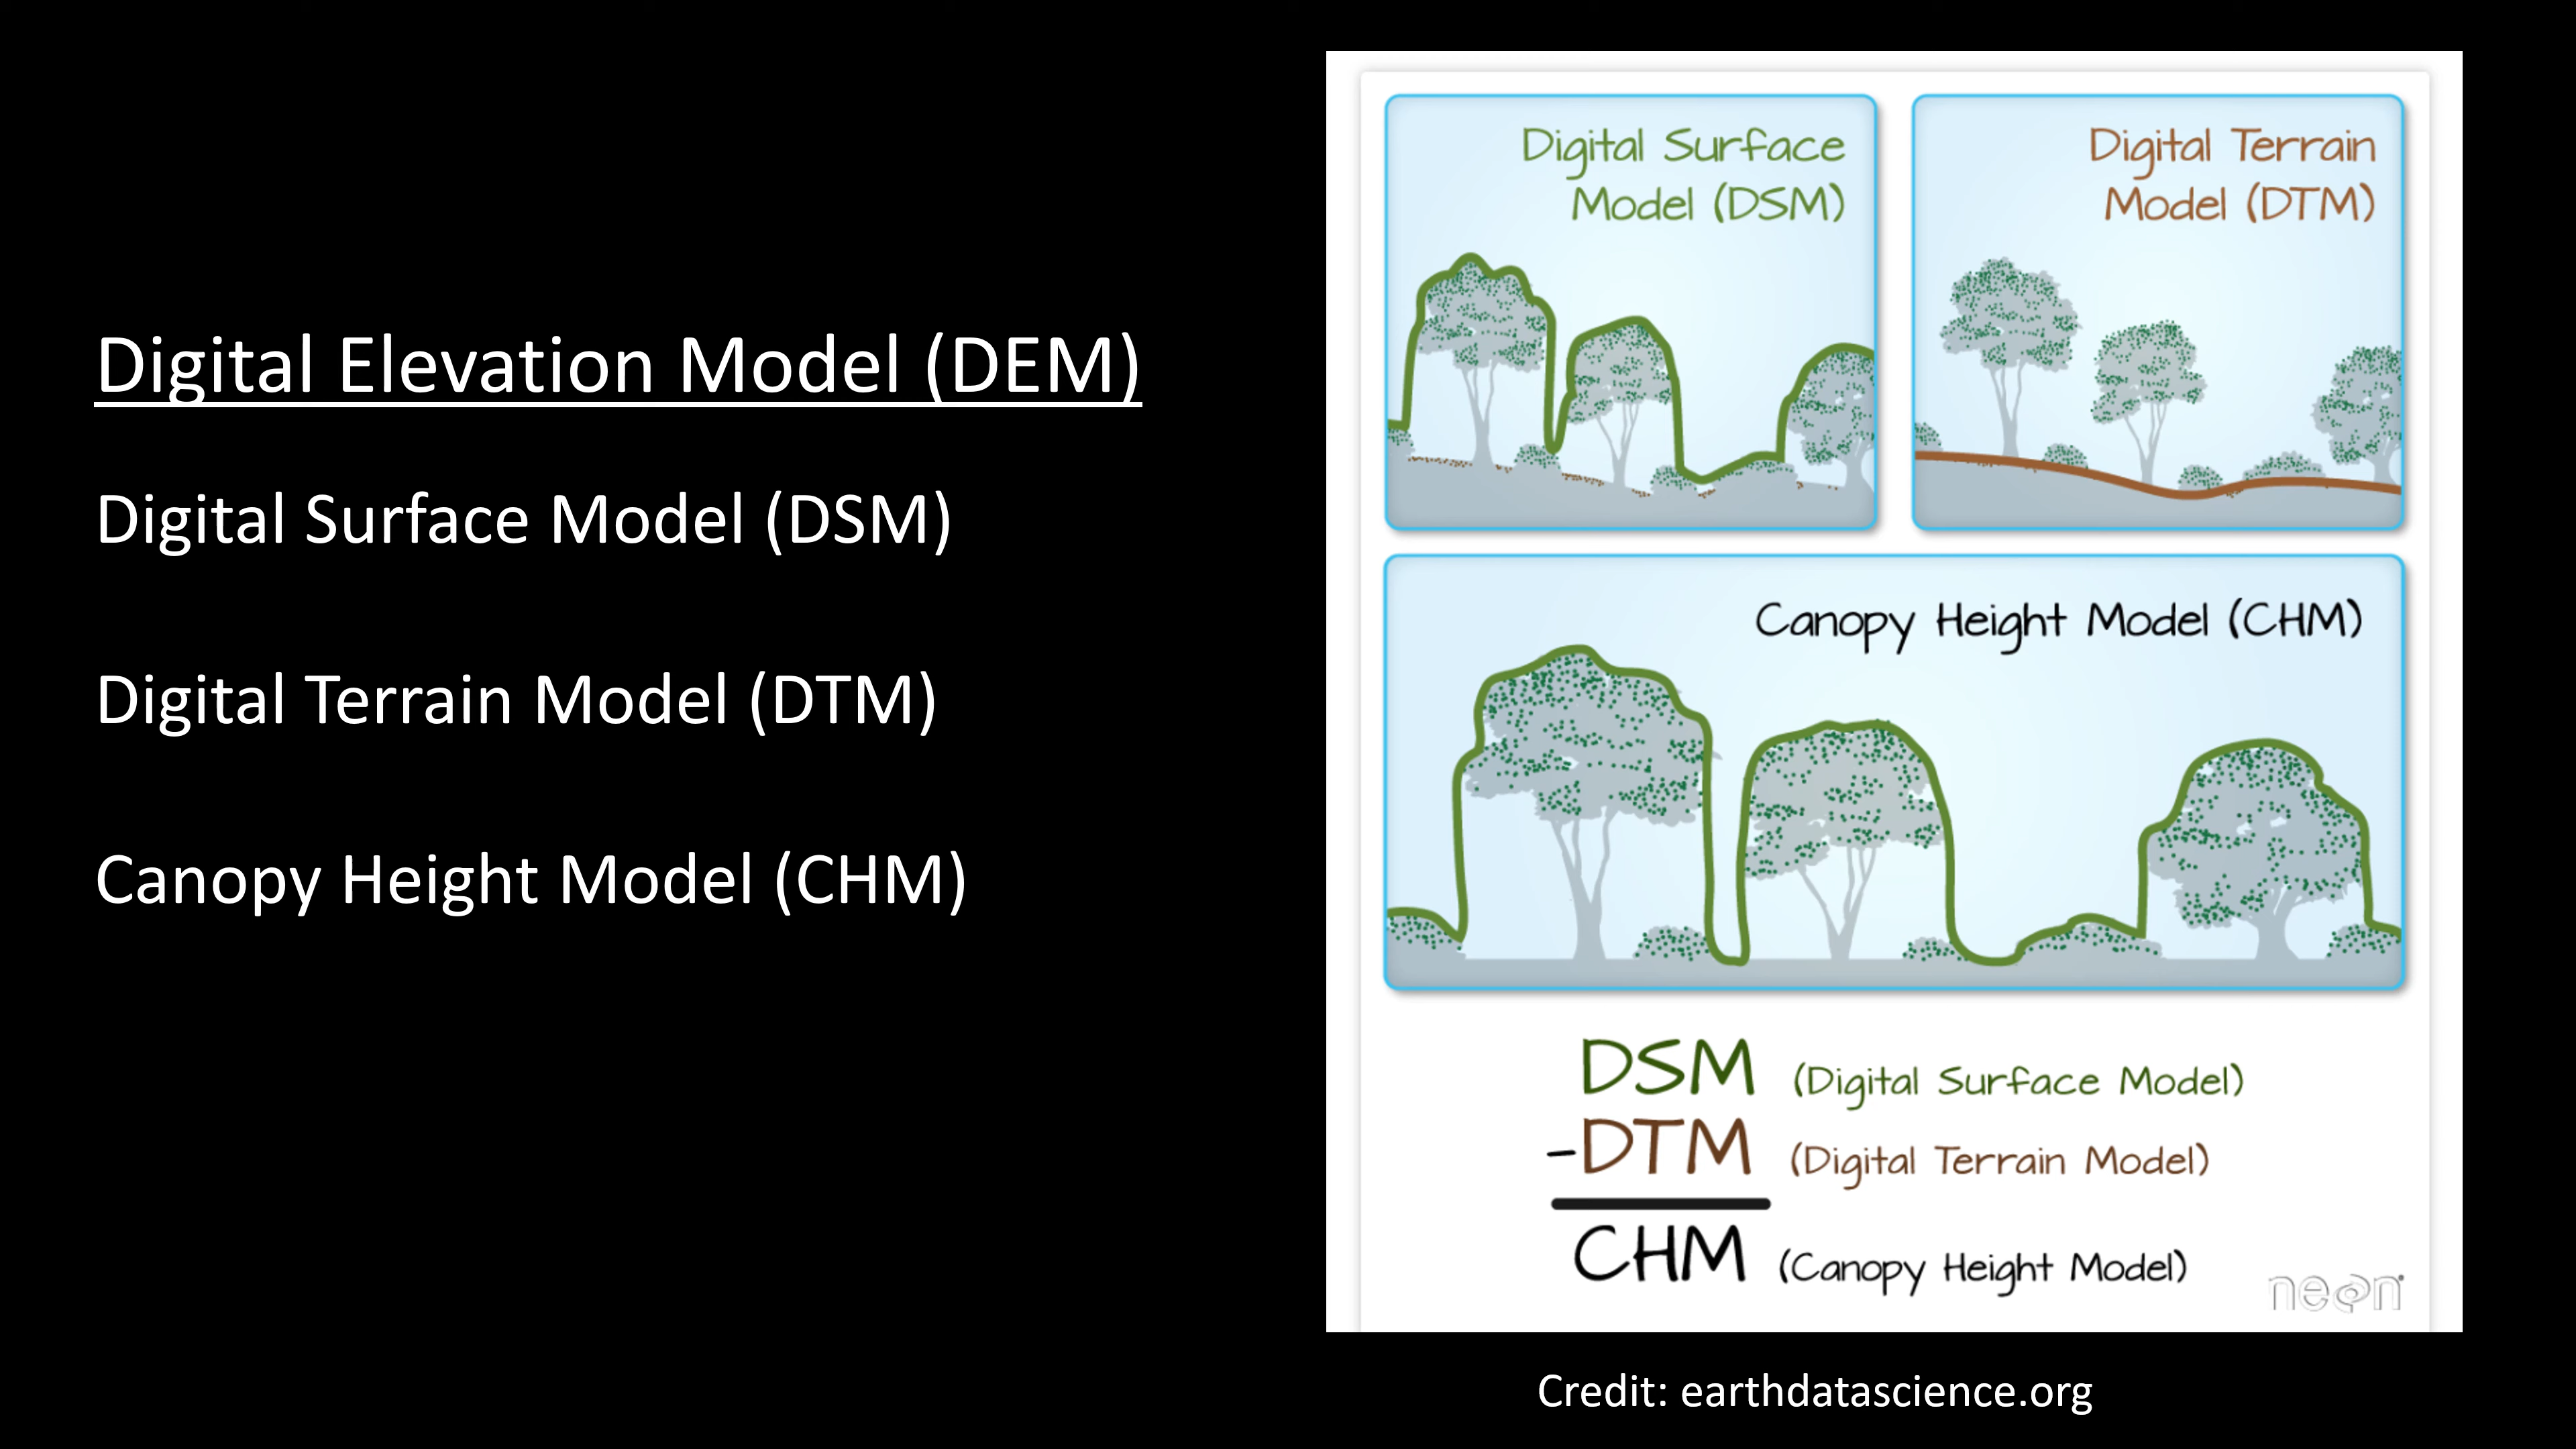 Digital Elevation Model (DEM)
Digital Surface Model (DSM)
Digital Terrain Model (DTM)
Canopy Height Model (CHM)
Digital Surface
Model (DSM)
Digital Terrain
Model (DTM)
Canopy Height Model (CHM)
DSM (Digital Surface Model)
-DTM (Digital Terrain Model)
CHM (Canopy Height Model)
neon
Credit: earthdatascience.org